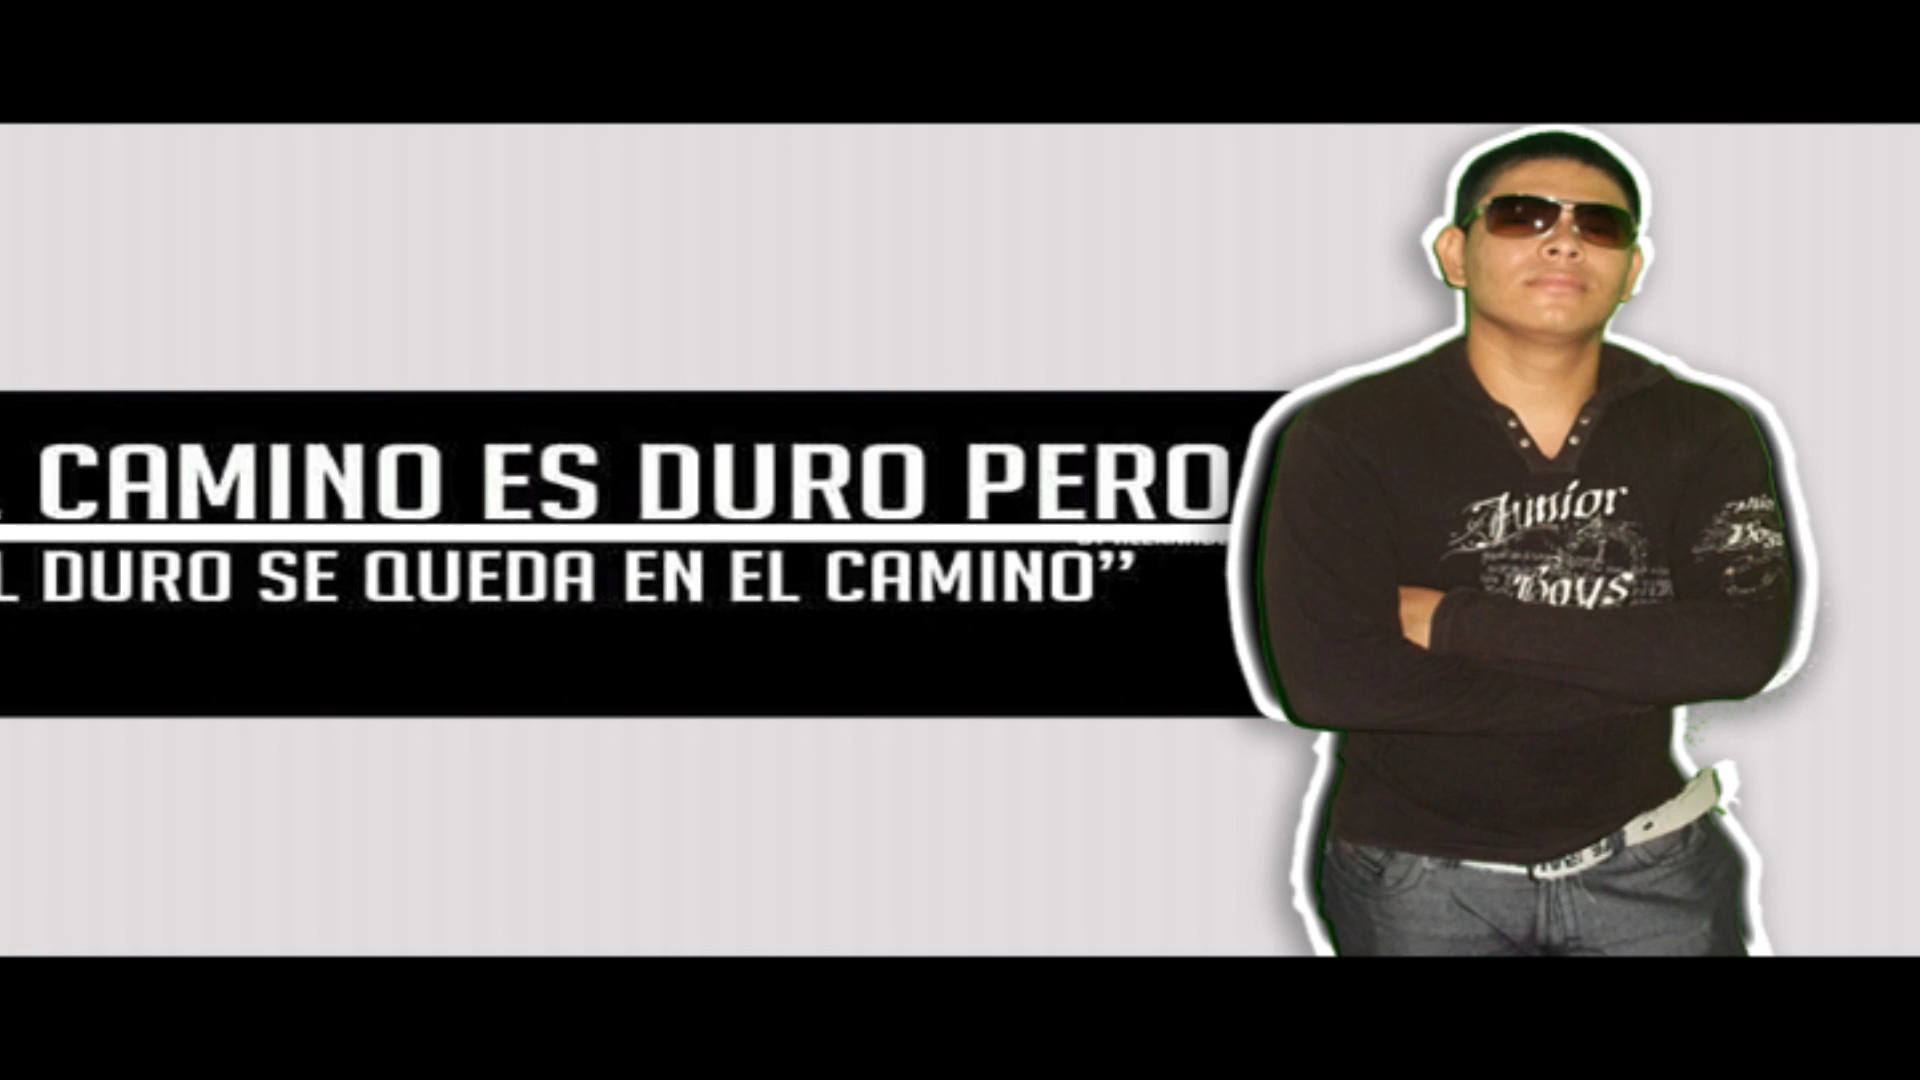 CAMINO ES DURO PERO
L DURO SE QUEDA EN EL CAMINO”
Junior
Boys